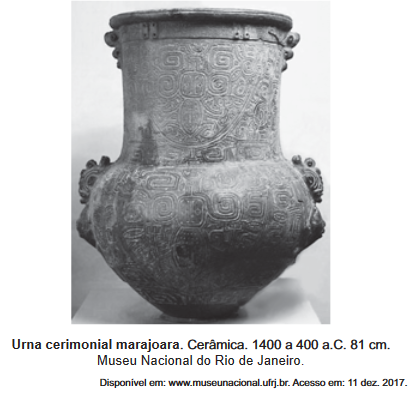 Urna cerimonial marajoara. Cerâmica. 1400 a 400 a.C. 81 cm.
Museu Nacional do Rio de Janeiro.
Disponível em: www.museunacional.ufrj.br. Acesso em: 11 dez. 2017.